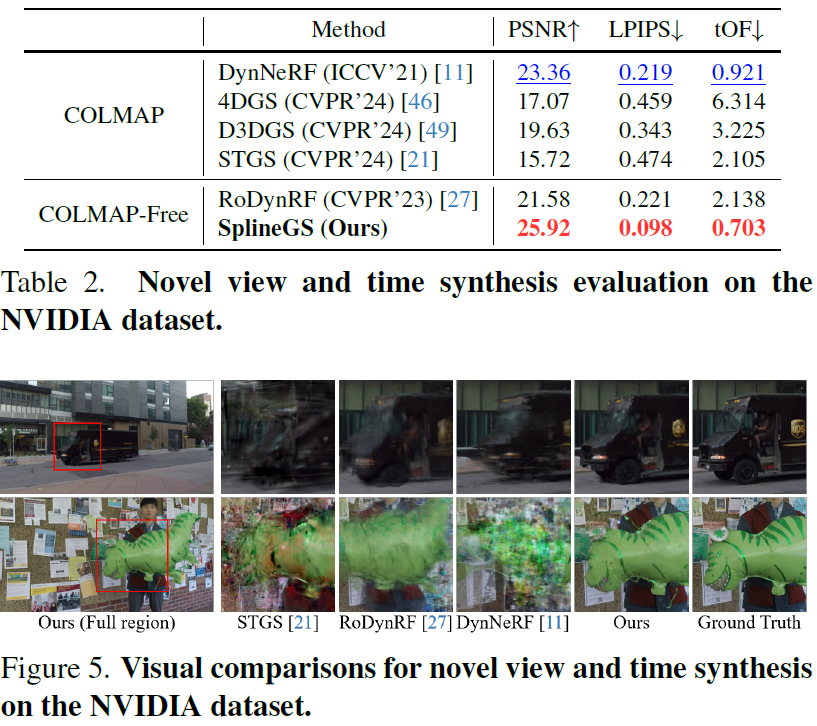 Method PSNR↑ LPIPS↓ tOF↓
COLMAP
DynNeRF (ICCV'21) [11] 23.36 0.219 0.921
4DGS (CVPR'24) [46] 17.07 0.459 6.314
D3DGS (CVPR'24) [49] 19.63 0.343 3.225
STGS (CVPR'24) [21] 15.72 0.474 2.105
COLMAP-Free
RoDynRF (CVPR'23) [27] 21.58 0.221 2.138
SplineGS (Ours) 25.92 0.098 0.703
Table 2. Novel view and time synthesis evaluation on the
NVIDIA dataset.
ups
Ours (Full region) STGS [21] RoDynRF [27] DynNeRF [11] Ours Ground Truth
Figure 5. Visual comparisons for novel view and time synthesis
on the NVIDIA dataset.